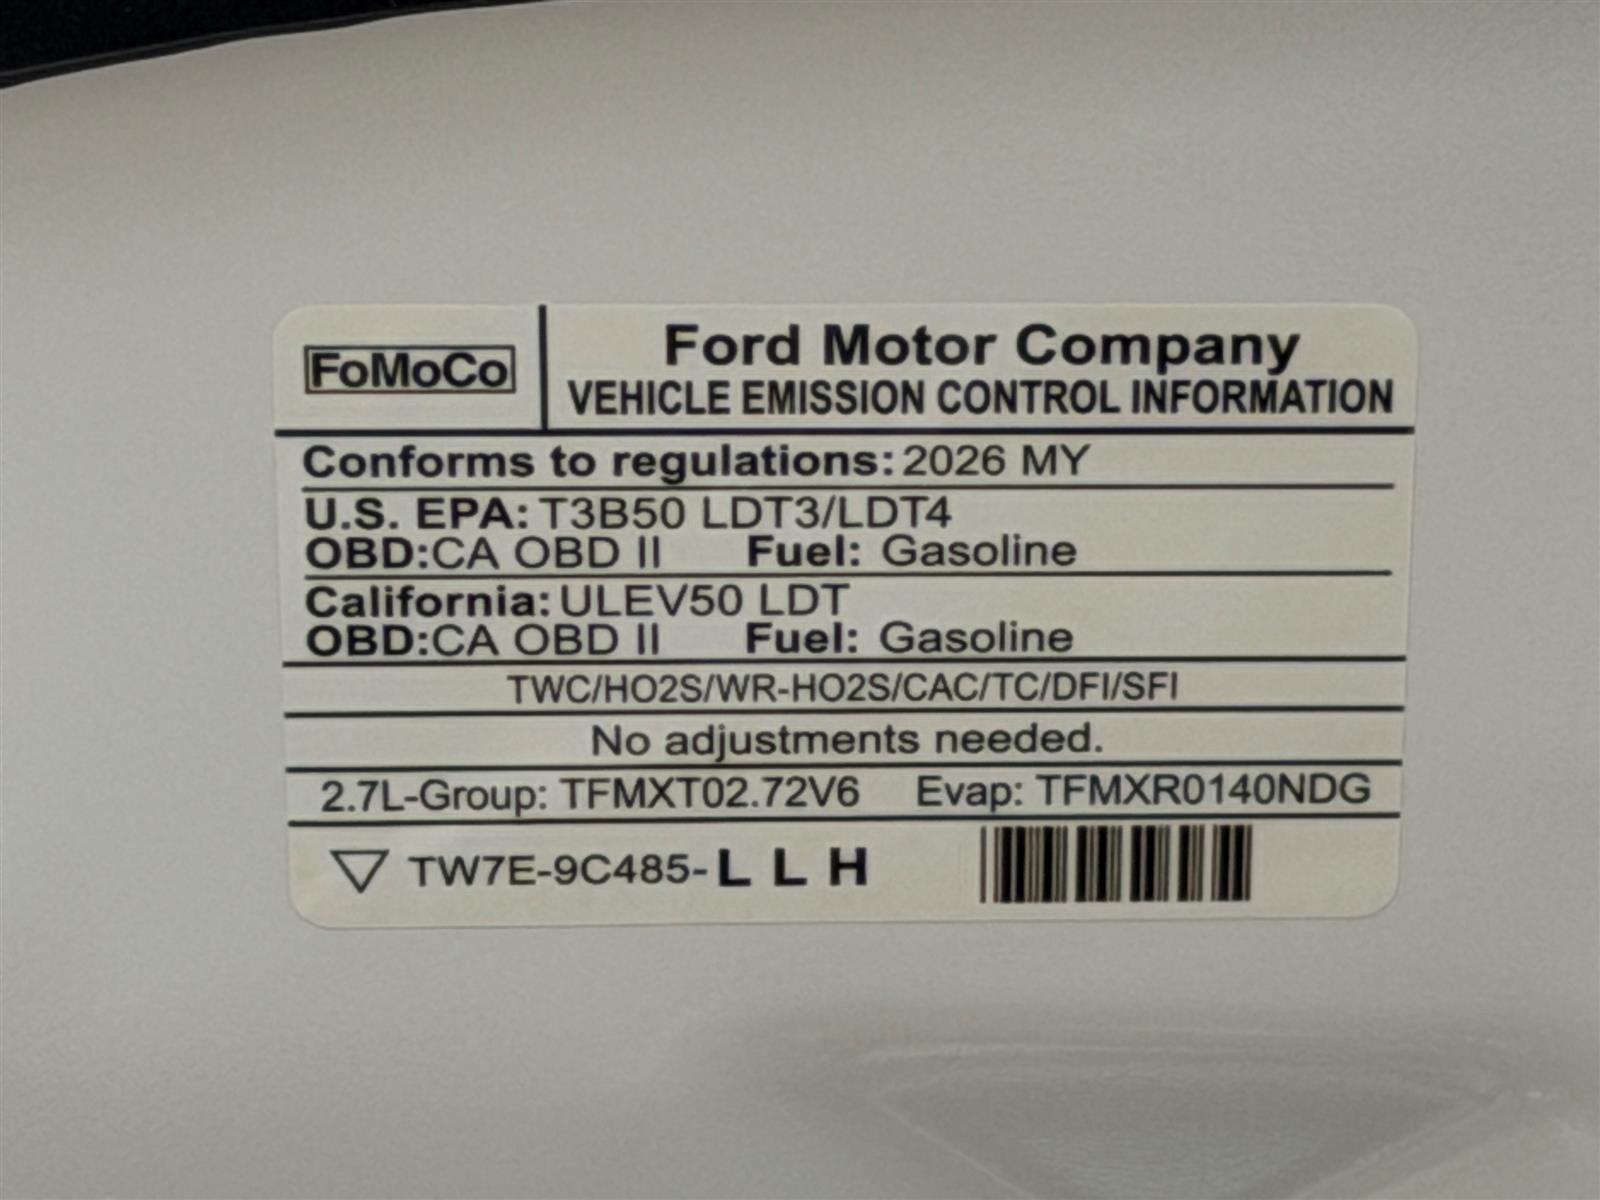 FoMoCo
Ford Motor Company
VEHICLE EMISSION CONTROL INFORMATION
Conforms to regulations: 2026 MY
U.S. EPA: T3B50 LDT3/LDT4
OBD: CA OBD II Fuel: Gasoline
California: ULEV50 LDT
OBD: CA OBD II Fuel: Gasoline
TWC/HO2S/WR-HO2S/CAC/TC/DFI/SFI
No adjustments needed.
2.7L-Group: TFMXT02.72V6 Evap: TFMXR0140NDG
TW7E-9C485-L L H